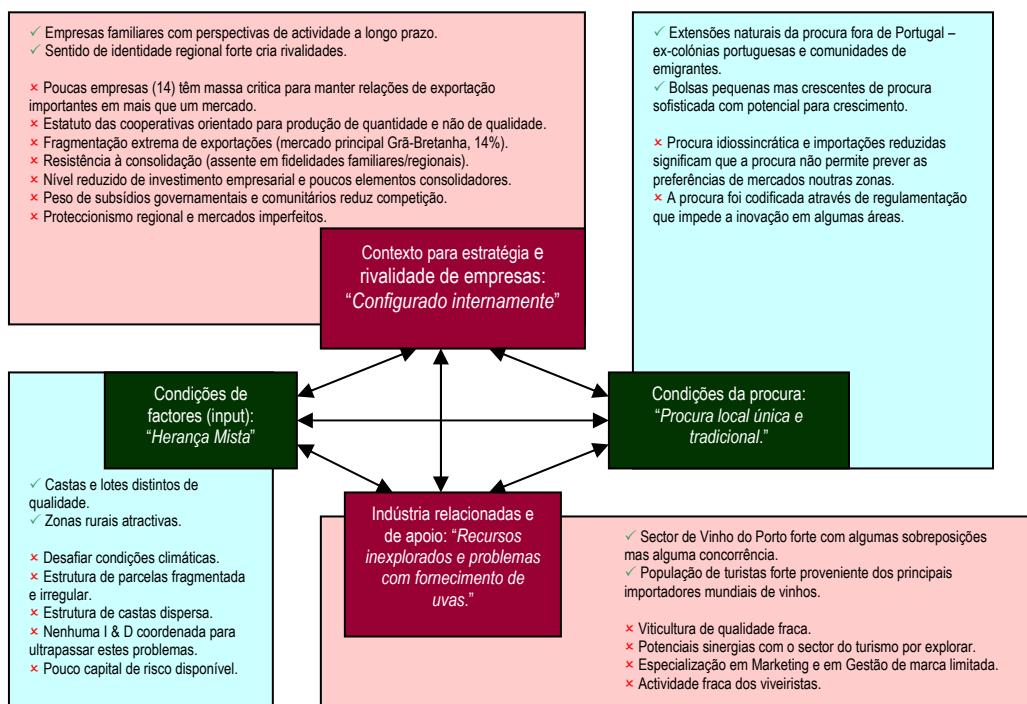 ✓ Empresas familiares com perspectivas de actividade a longo prazo.
✓ Sentido de identidade regional forte cria rivalidades.
× Poucas empresas (14) têm massa critica para manter relações de exportação
importantes em mais que um mercado.
× Estatuto das cooperativas orientado para produção de quantidade e não de qualidade.
× Fragmentação extrema de exportações (mercado principal Grã-Bretanha, 14%).
× Resistência à consolidação (assente em fidelidades familiares/regionais).
× Nível reduzido de investimento empresarial e poucos elementos consolidadores.
× Peso de subsídios governamentais e comunitários reduz competição.
× Proteccionismo regional e mercados imperfeitos.
✓ Extensões naturais da procura fora de Portugal –
ex-colónias portuguesas e comunidades de
emigrantes.
✓ Bolsas pequenas mas crescentes de procura
sofisticada com potencial para crescimento.
× Procura idiossincrática e importações reduzidas
significam que a procura não permite prever as
preferências de mercados noutras zonas.
× A procura foi codificada através de regulamentação
que impede a inovação em algumas áreas.
Contexto para estratégia e
rivalidade de empresas:
“Configurado internamente”
Condições de
factores (input):
“Herança Mista”
Condições da procura:
“Procura local única e
tradicional.”
✓ Castas e lotes distintos de
qualidade.
✓ Zonas rurais atractivas.
× Desafiar condições climáticas.
× Estrutura de parcelas fragmentada
e irregular.
× Estrutura de castas dispersa.
× Nenhuma I & D coordenada para
ultrapassar estes problemas.
× Pouco capital de risco disponível.
Indústria relacionadas e
de apoio: “Recursos
inexplorados e problemas
com fornecimento de
uvas.”
✓ Sector de Vinho do Porto forte com algumas sobreposições
mas alguma concorrência.
✓ População de turistas forte proveniente dos principais
importadores mundiais de vinhos.
× Viticultura de qualidade fraca.
× Potenciais sinergias com o sector do turismo por explorar.
× Especialização em Marketing e em Gestão de marca limitada.
× Actividade fraca dos viveiristas.